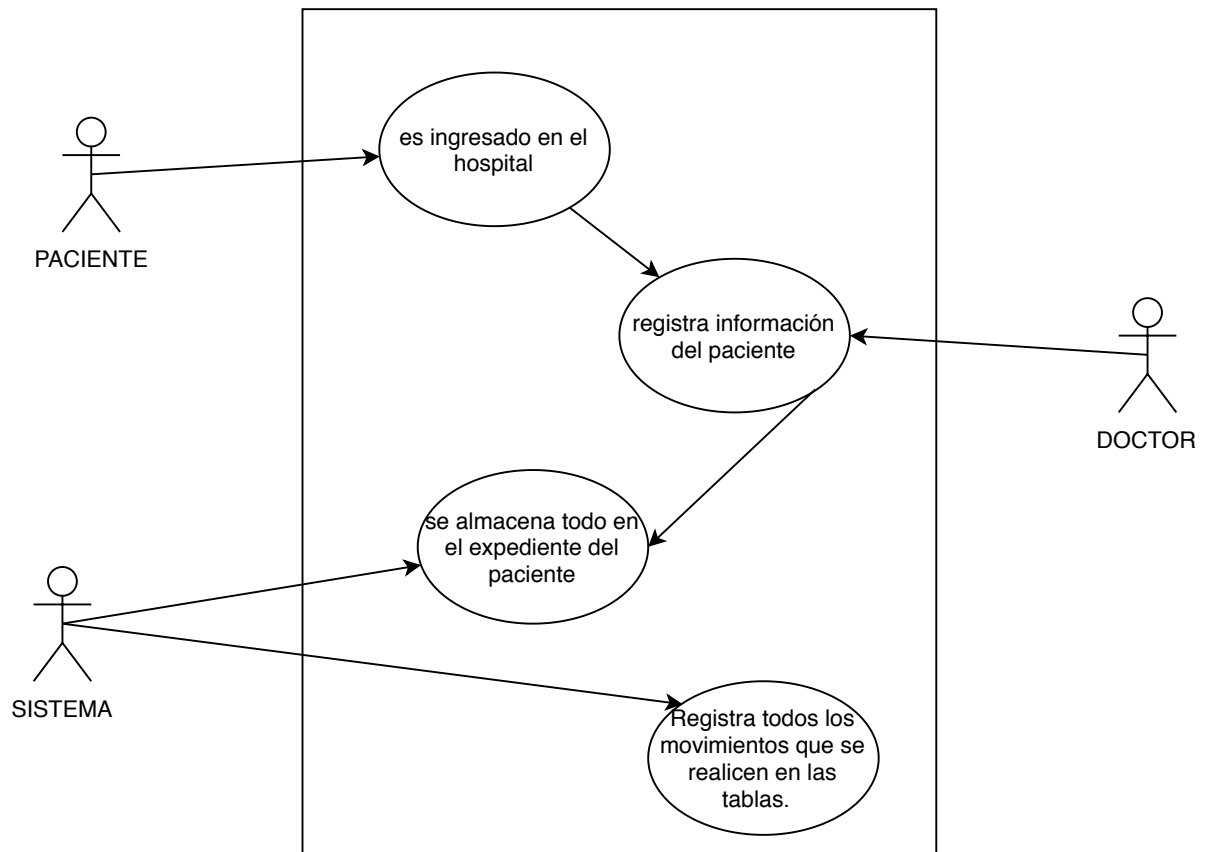 es ingresado en el
hospital
PACIENTE
registra información
del paciente
DOCTOR
se almacena todo en
el expediente del
paciente
SISTEMA
Registra todos los
movimientos que se
realicen en las
tablas.